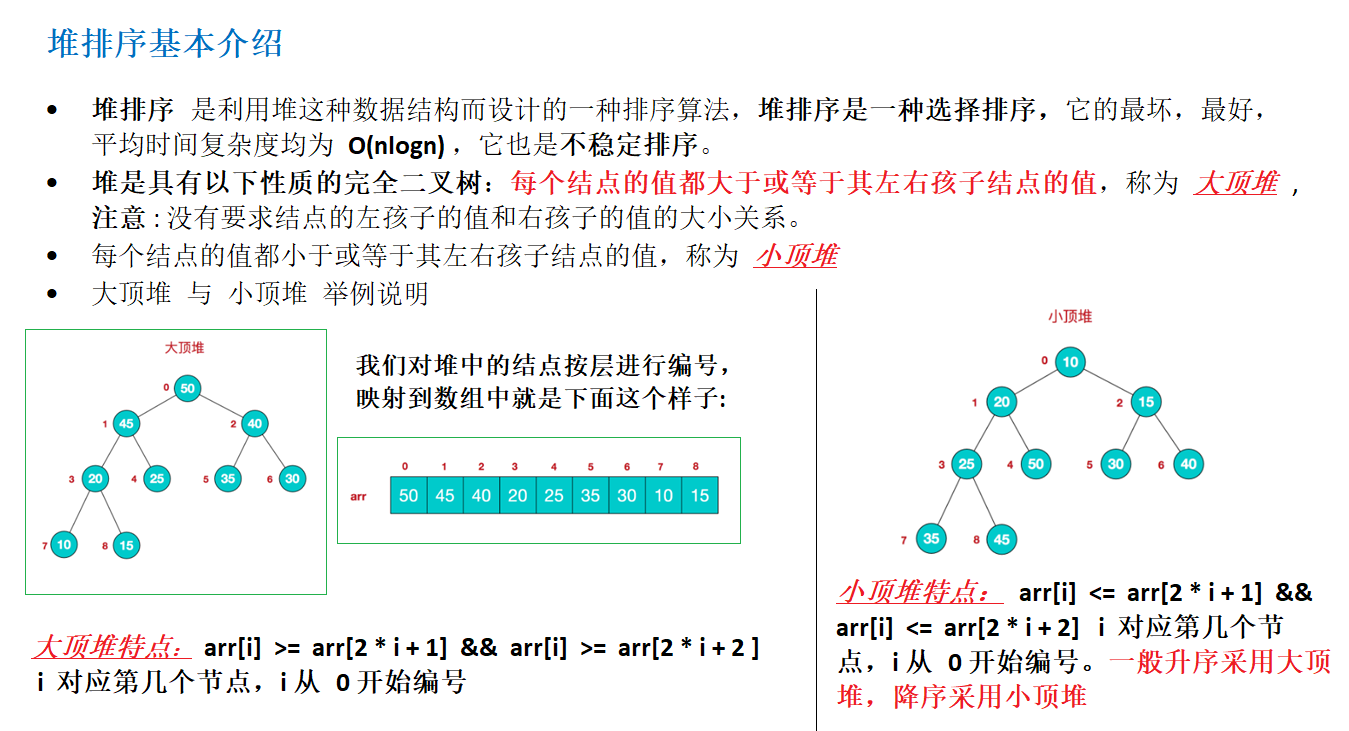 堆排序基本介绍
• 堆排序 是利用堆这种数据结构而设计的一种排序算法，堆排序是一种选择排序，它的最坏，最好，
平均时间复杂度均为 O(nlogn) ，它也是不稳定排序。
• 堆是具有以下性质的完全二叉树：每个结点的值都大于或等于其左右孩子结点的值，称为 大顶堆 ,
注意 : 没有要求结点的左孩子的值和右孩子的值的大小关系。
• 每个结点的值都小于或等于其左右孩子结点的值，称为 小顶堆
• 大顶堆 与 小顶堆 举例说明
大顶堆
0 50
1 45 2 40
3 20 4 25 5 35 6 30
7 10 8 15
我们对堆中的结点按层进行编号，
映射到数组中就是下面这个样子:
0 1 2 3 4 5 6 7 8
arr 50 45 40 20 25 35 30 10 15
大顶堆特点： arr[i] >= arr[2 * i + 1] && arr[i] >= arr[2 * i + 2 ]
i 对应第几个节点，i 从 0 开始编号
小顶堆
0 10
1 20 2 15
3 25 4 50 5 30 6 40
7 35 8 45
小顶堆特点： arr[i] <= arr[2 * i + 1] &&
arr[i] <= arr[2 * i + 2] i 对应第几个节
点，i 从 0 开始编号。一般升序采用大顶
堆，降序采用小顶堆